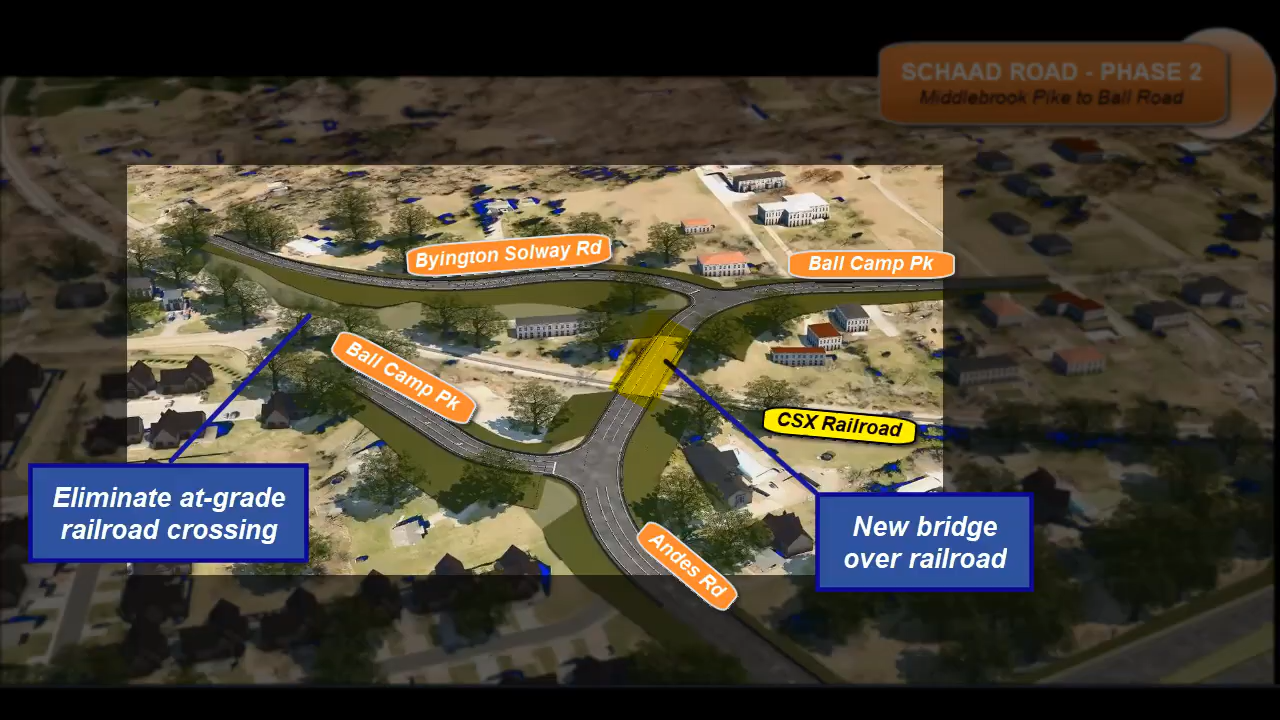 SCHAAD ROAD - PHASE 2
Middlebrook Pike to Ball Road
Byington Solway Rd
Ball Camp Pk
Ball Camp Pk
CSX Railroad
Eliminate at-grade
railroad crossing
New bridge
over railroad
Andes Rd